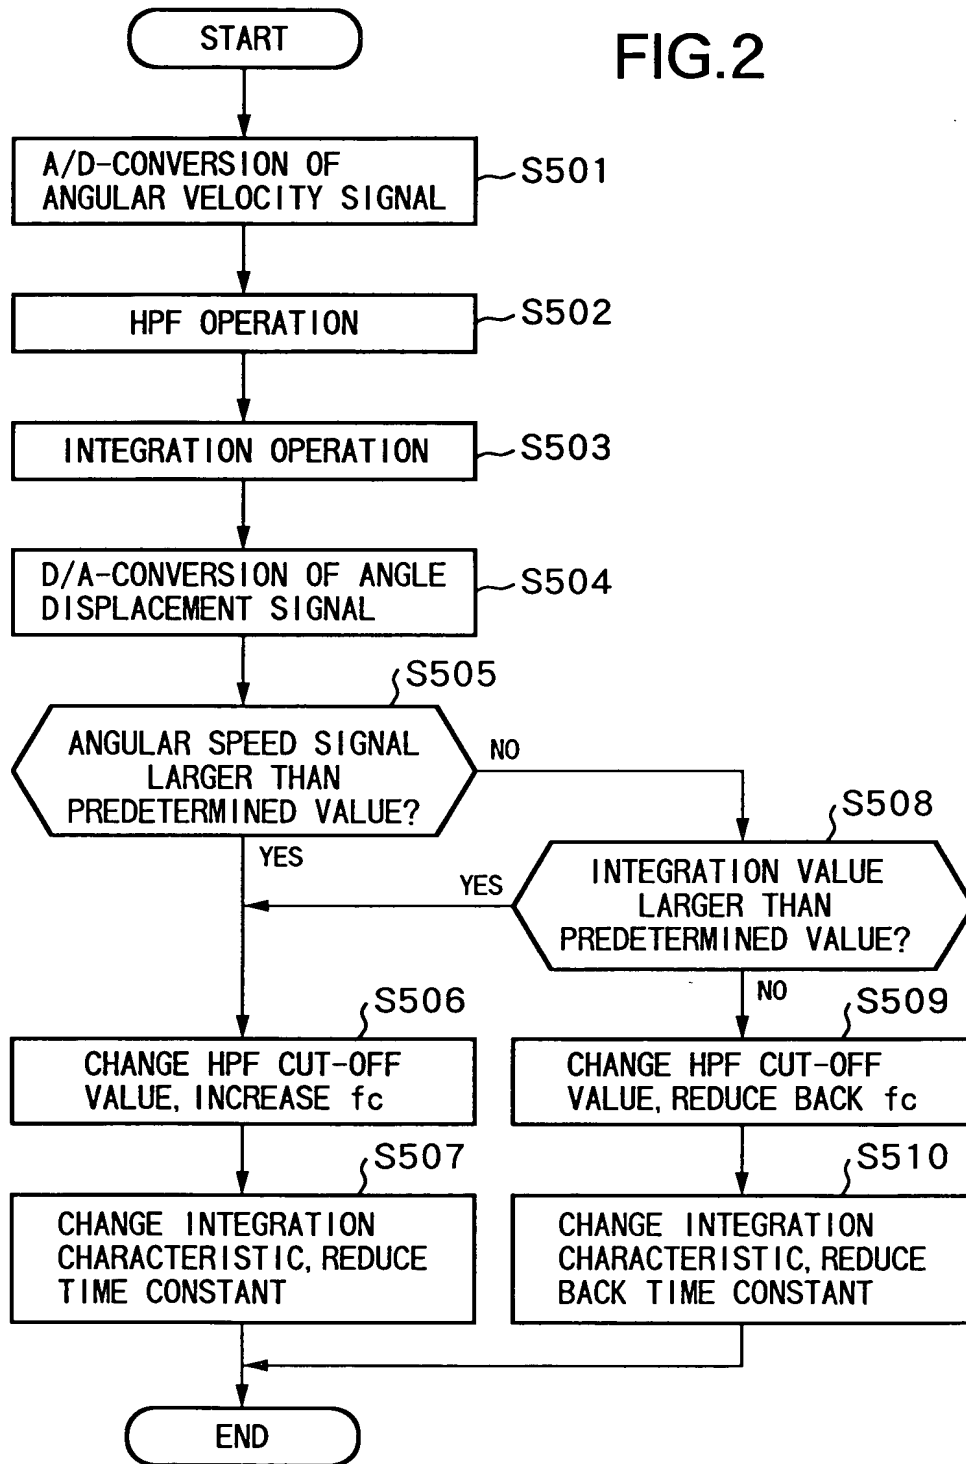 START
FIG.2
A/D-CONVERSION OF
ANGULAR VELOCITY SIGNAL
S501
HPF OPERATION
S502
INTEGRATION OPERATION
S503
D/A-CONVERSION OF ANGLE
DISPLACEMENT SIGNAL
S504
S505
ANGULAR SPEED SIGNAL
LARGER THAN
PREDETERMINED VALUE?
NO
YES
S508
INTEGRATION VALUE
LARGER THAN
PREDETERMINED VALUE?
YES
NO
S506
CHANGE HPF CUT-OFF
VALUE, INCREASE fc
S509
CHANGE HPF CUT-OFF
VALUE, REDUCE BACK fc
S507
CHANGE INTEGRATION
CHARACTERISTIC, REDUCE
TIME CONSTANT
S510
CHANGE INTEGRATION
CHARACTERISTIC, REDUCE
BACK TIME CONSTANT
END